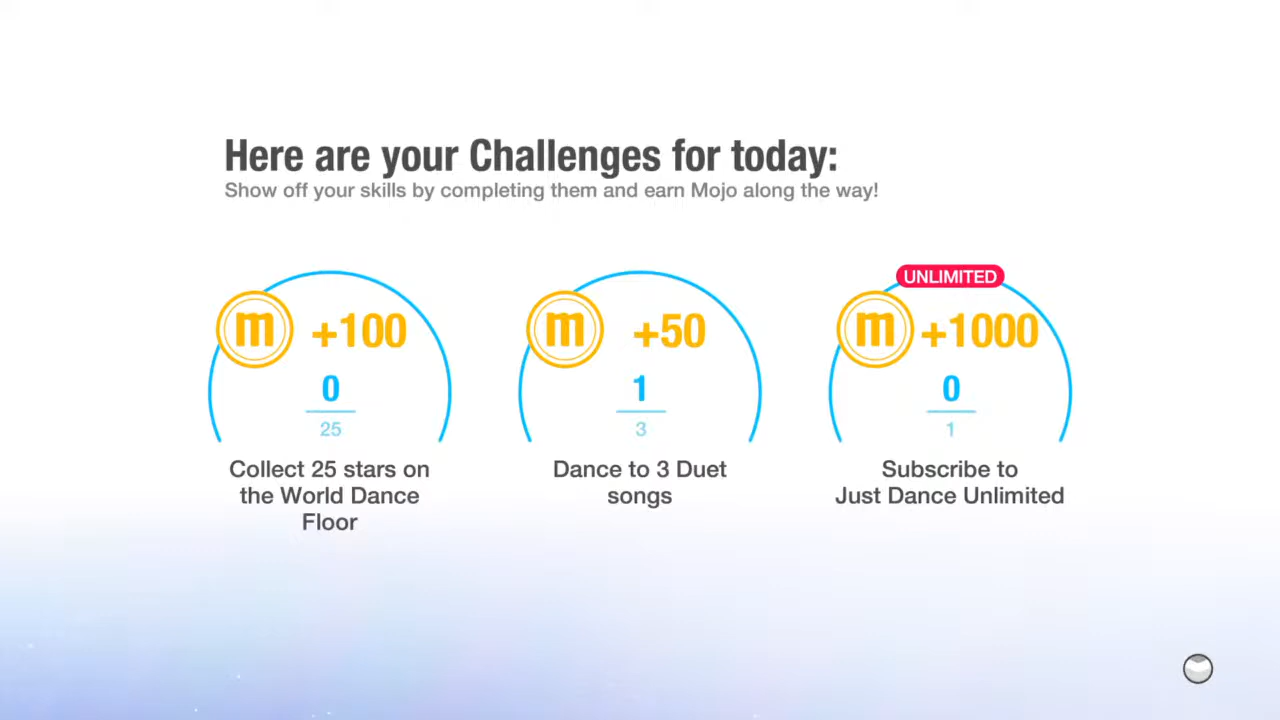 Here are your Challenges for today:
Show off your skills by completing them and earn Mojo along the way!
m +100
0
25
Collect 25 stars on
the World Dance
Floor
m +50
1
3
Dance to 3 Duet
songs
UNLIMITED
m +1000
0
1
Subscribe to
Just Dance Unlimited